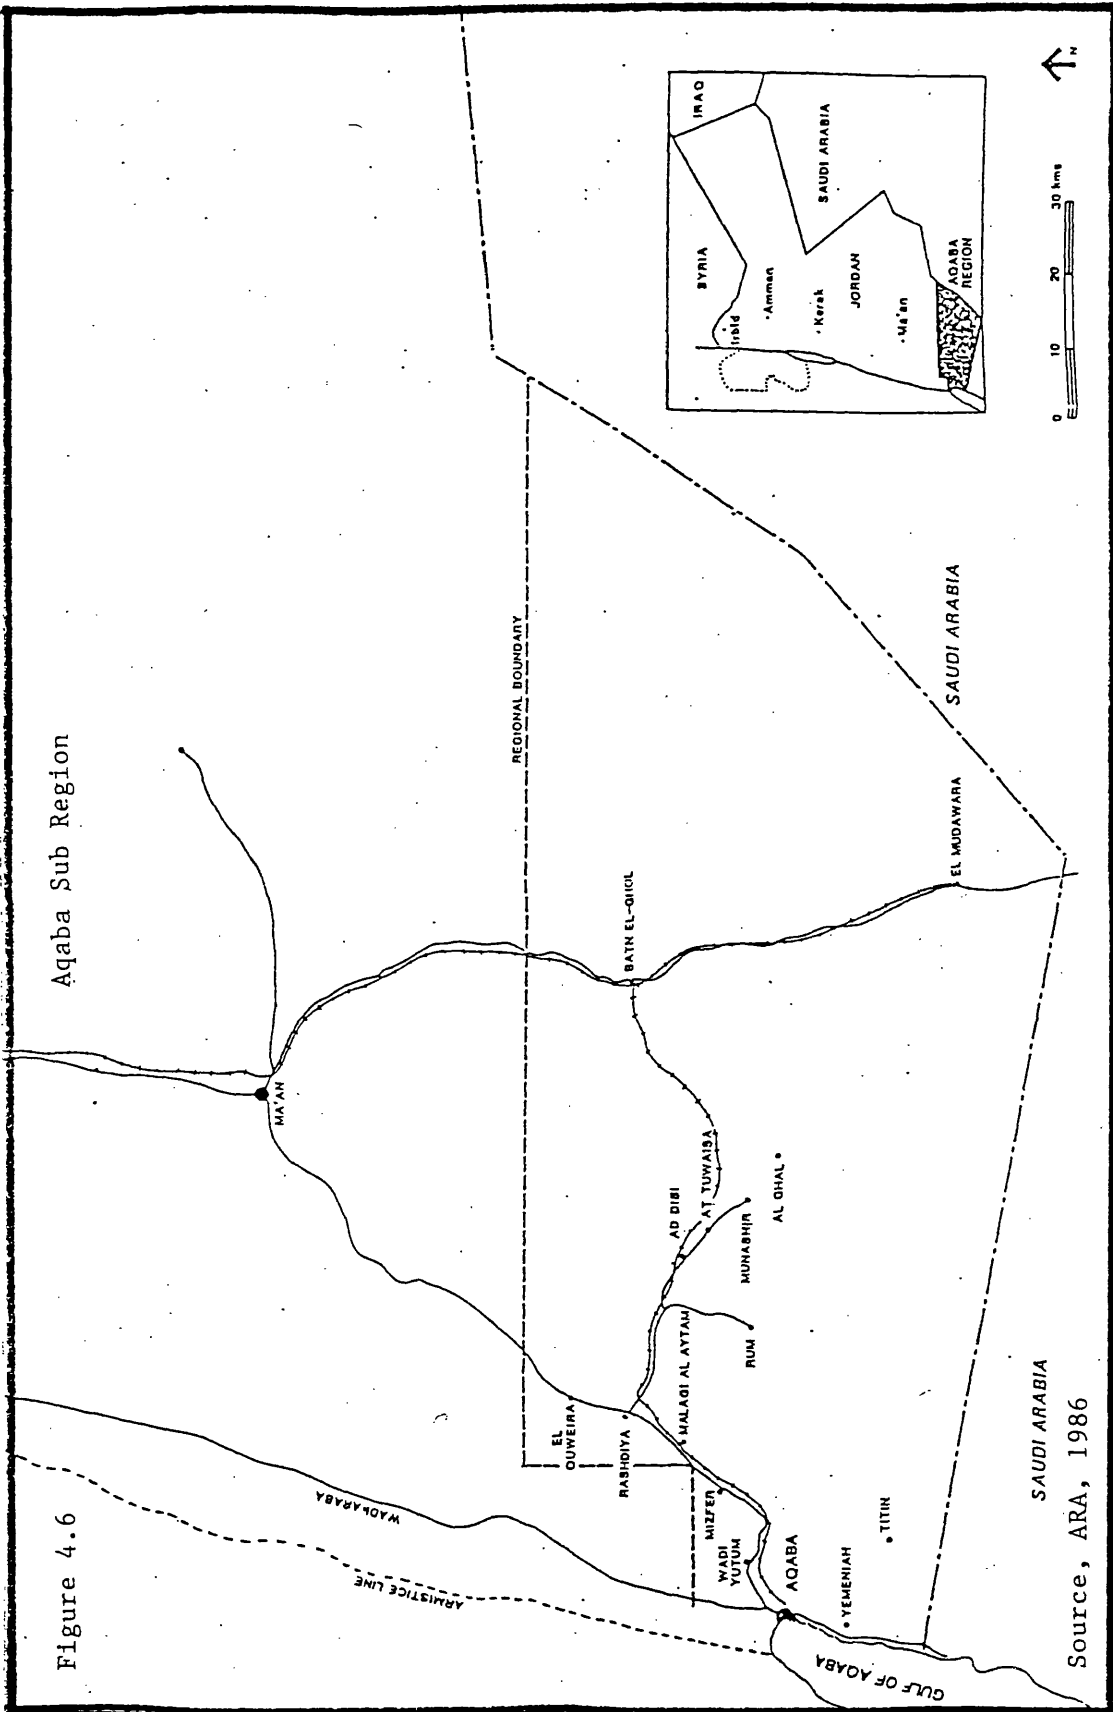 Figure 4.6
Aqaba Sub Region
ARMISTICE LINE
WADI ARABA
MA'AN
REGIONAL BOUNDARY
EL
QUWEIRA
RASHDIYA
BATN EL-GHOL
MALAQI AL AYTAM
AD DISI
AT TUWAISA
MIZFER
WADI
YUTUM
RUM
MUNASHIR
AL GHAL
AQABA
YEMENIAH
TITIN
EL MUDAWARA
GULF OF AQABA
SAUDI ARABIA
SAUDI ARABIA
IRAQ
SYRIA
Irbid
Amman
SAUDI ARABIA
Kerak
JORDAN
Ma'an
AQABA
REGION
0 10 20 30 kms
N
Source, ARA, 1986